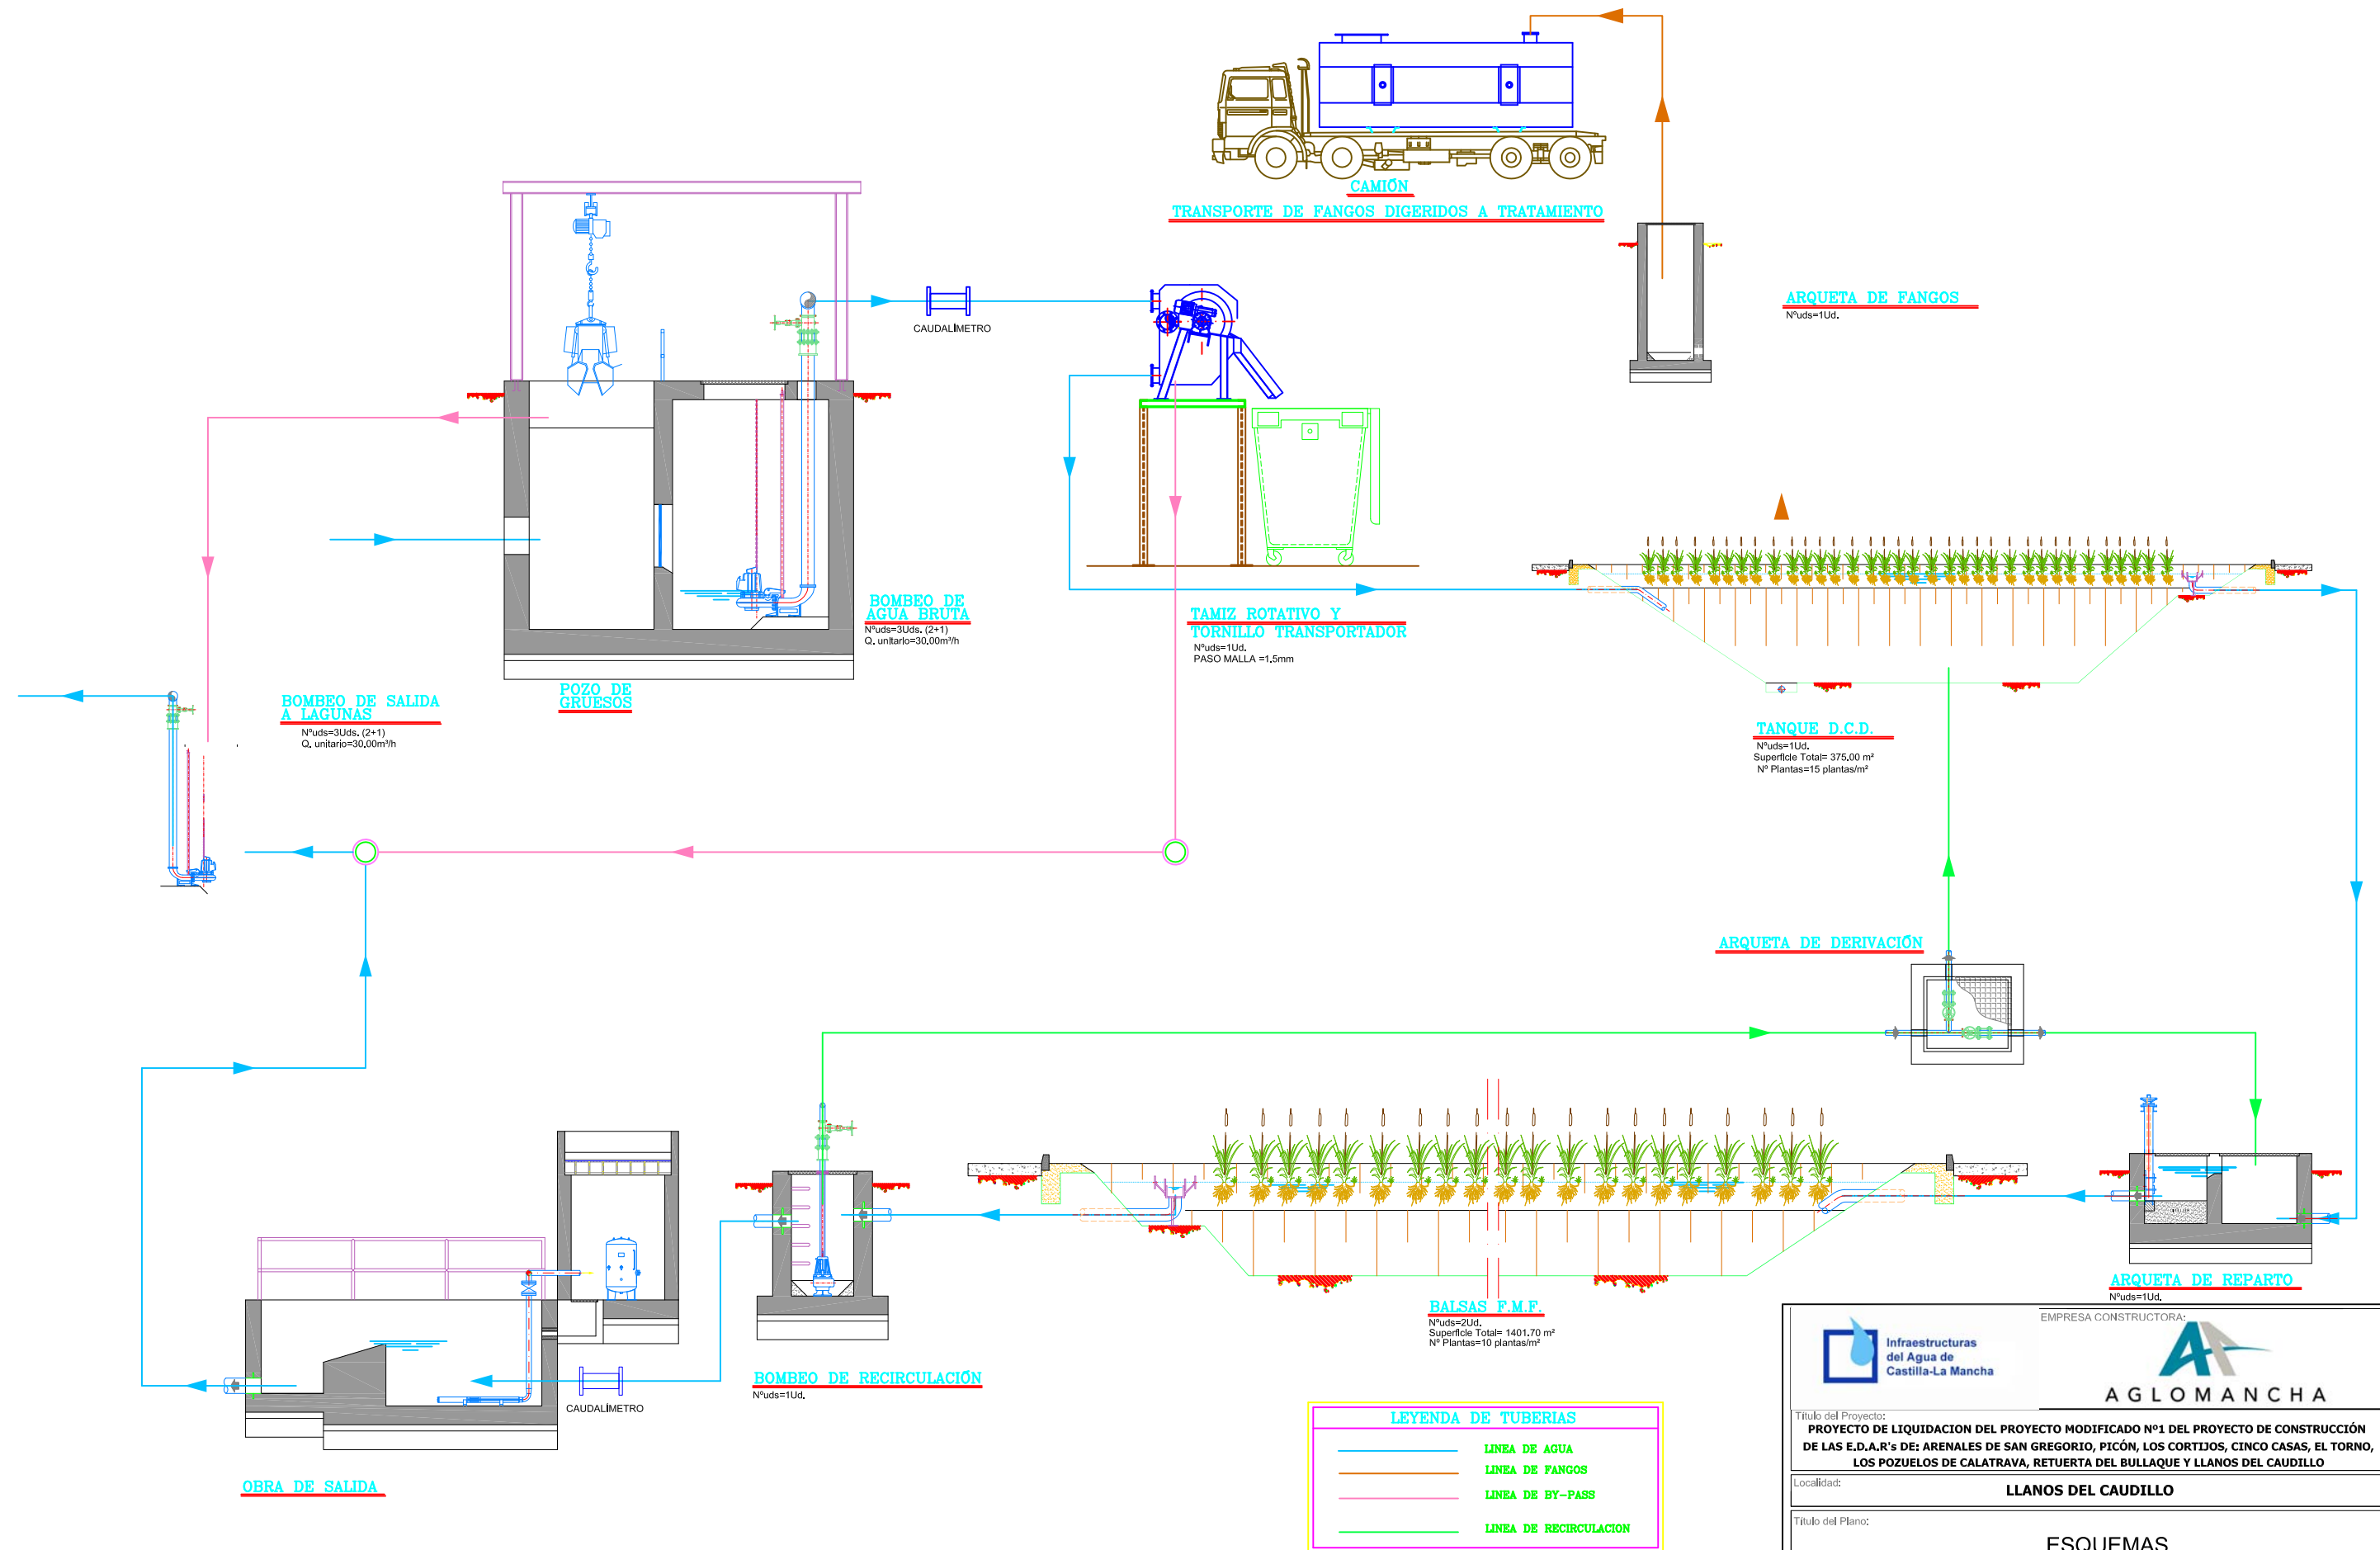 CAMIÓN
TRANSPORTE DE FANGOS DIGERIDOS A TRATAMIENTO
ARQUETA DE FANGOS
NºUds=1Ud.
CAUDALÍMETRO
BOMBEO DE
AGUA BRUTA
NºUds=3Uds. (2+1)
Q. unitario=30,00m³/h
TAMIZ ROTATIVO Y
TORNILLO TRANSPORTADOR
Nºuds=1Ud.
PASO MALLA =1,5mm
POZO DE
GRUESOS
BOMBEO DE SALIDA
A LAGUNAS
Nºuds=3Uds. (2+1)
Q. unitario=30,00m³/h
TANQUE D.C.D.
Nºuds=1Ud.
Superficie Total= 375,00 m²
Nº Plantas=15 plantas/m²
ARQUETA DE DERIVACIÓN
ARQUETA DE REPARTO
Nºuds=1Ud.
BALSAS F.M.F.
Nºuds=2Ud.
Superficie Total= 1401,70 m²
Nº Plantas=10 plantas/m²
BOMBEO DE RECIRCULACIÓN
Nºuds=1Ud.
CAUDALÍMETRO
OBRA DE SALIDA
LEYENDA DE TUBERIAS
LINEA DE AGUA
LINEA DE FANGOS
LINEA DE BY-PASS
LINEA DE RECIRCULACION
Infraestructuras
del Agua de
Castilla-La Mancha
EMPRESA CONSTRUCTORA:
AGLOMANCHA
Título del Proyecto:
PROYECTO DE LIQUIDACION DEL PROYECTO MODIFICADO Nº1 DEL PROYECTO DE CONSTRUCCIÓN
DE LAS E.D.A.R's DE: ARENALES DE SAN GREGORIO, PICÓN, LOS CORTIJOS, CINCO CASAS, EL TORNO,
LOS POZUELOS DE CALATRAVA, RETUERTA DEL BULLAQUE Y LLANOS DEL CAUDILLO
Localidad:
LLANOS DEL CAUDILLO
Título del Plano:
ESQUEMAS